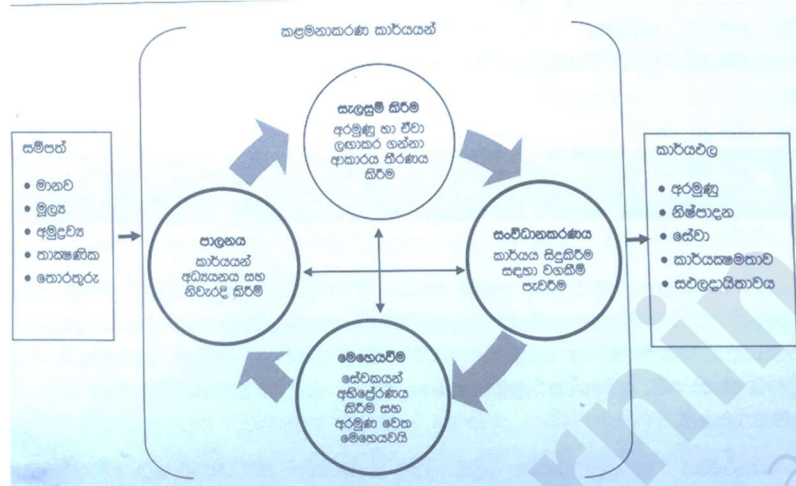 කළමනාකරණ කාර්යයන්
සැලසුම් කිරීම
අරමුණු හා ඒවා
ලඟාකර ගන්නා
ආකාරය තීරණය
කිරීම
සම්පත්
• මානව
• මූල්‍ය
• අමුද්‍රව්‍ය
• තාක්ෂණික
• තොරතුරු
පාලනය
කාර්යයන්
අධ්‍යයනය සහ
නිවැරදි කිරීම්
සංවිධානකරණය
කාර්යය සිදුකිරීම
සඳහා වගකීම්
පැවරීම
මෙහෙයවීම
සේවකයන්
අභිප්‍රේරණය
කිරීම සහ
අරමුණ වෙත
මෙහෙයවයි
කාර්යඵල
• අරමුණු
• නිෂ්පාදන
• සේවා
• කාර්යක්ෂමතාව
• සඵලදායිතාවය